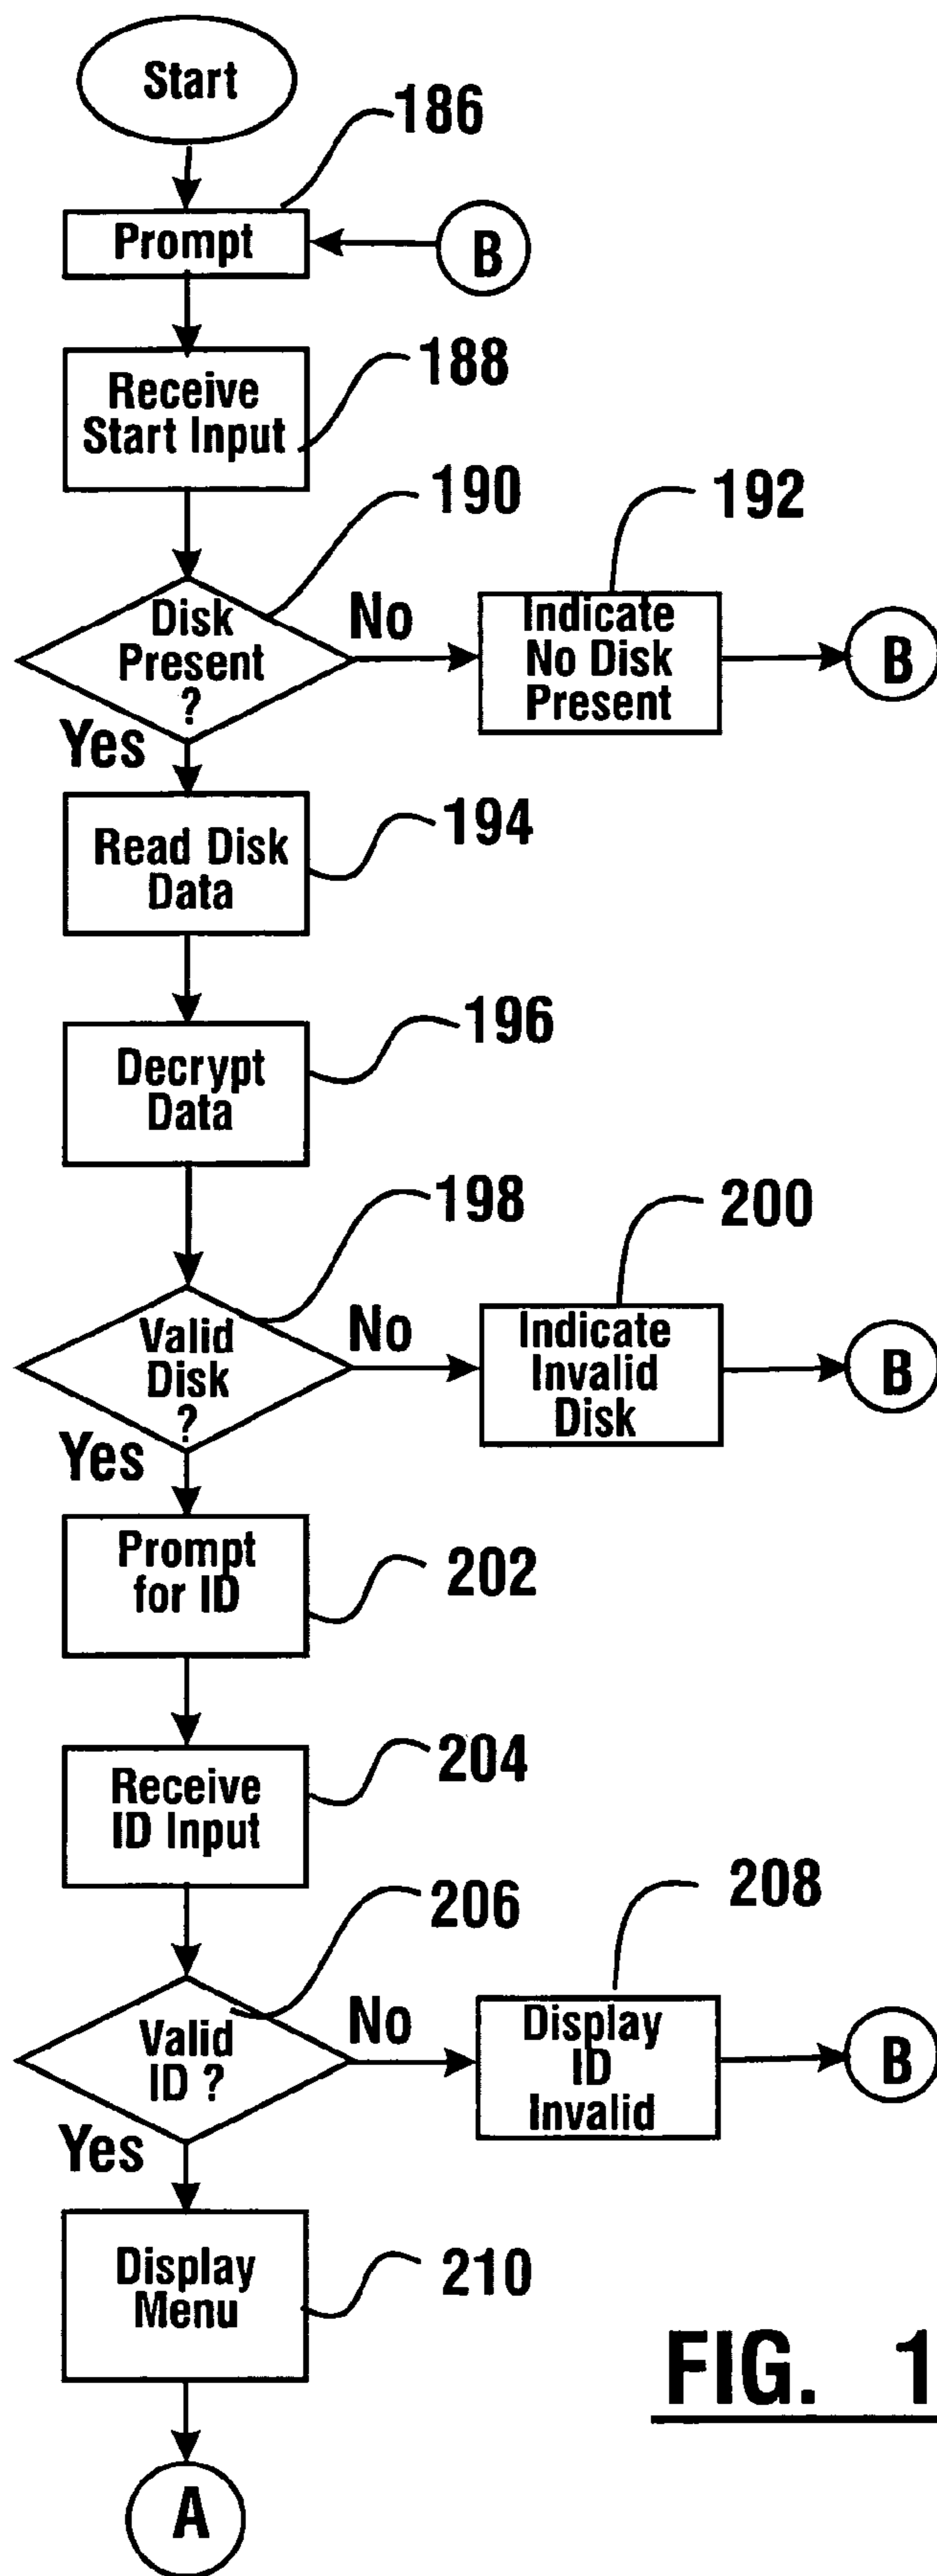 Start
186
Prompt
B
188
Receive
Start Input
190
192
Disk
Present
?
No
Indicate
No Disk
Present
B
Yes
194
Read Disk
Data
196
Decrypt
Data
198
200
Valid
Disk
?
No
Indicate
Invalid
Disk
B
Yes
Prompt
for ID
202
204
Receive
ID Input
206
208
Valid
ID ?
No
Display
ID
Invalid
B
Yes
Display
Menu
210
FIG. 1
A